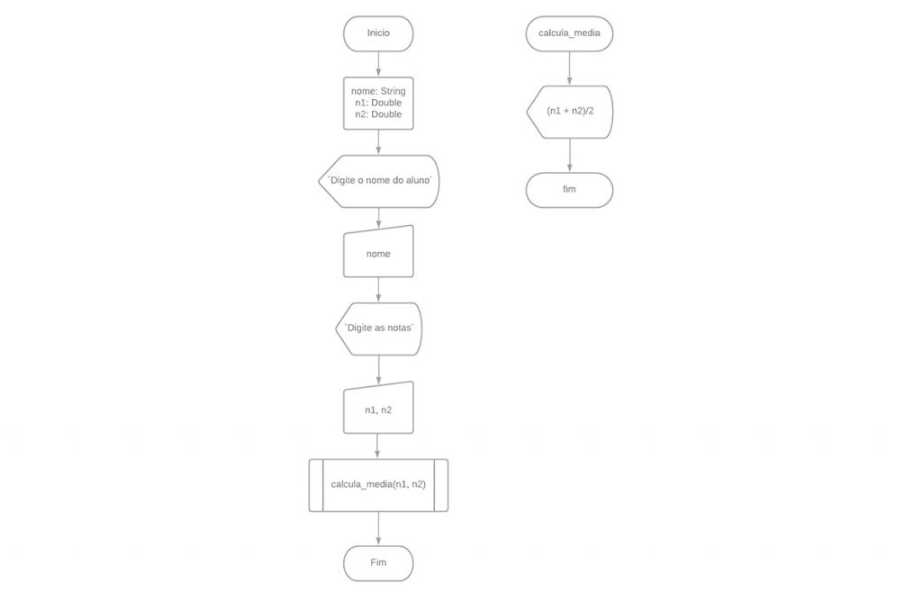 Inicio
nome: String
n1: Double
n2: Double
´Digite o nome do aluno´
nome
´Digite as notas´
n1, n2
calcula_media(n1, n2)
Fim
calcula_media
(n1 + n2)/2
fim